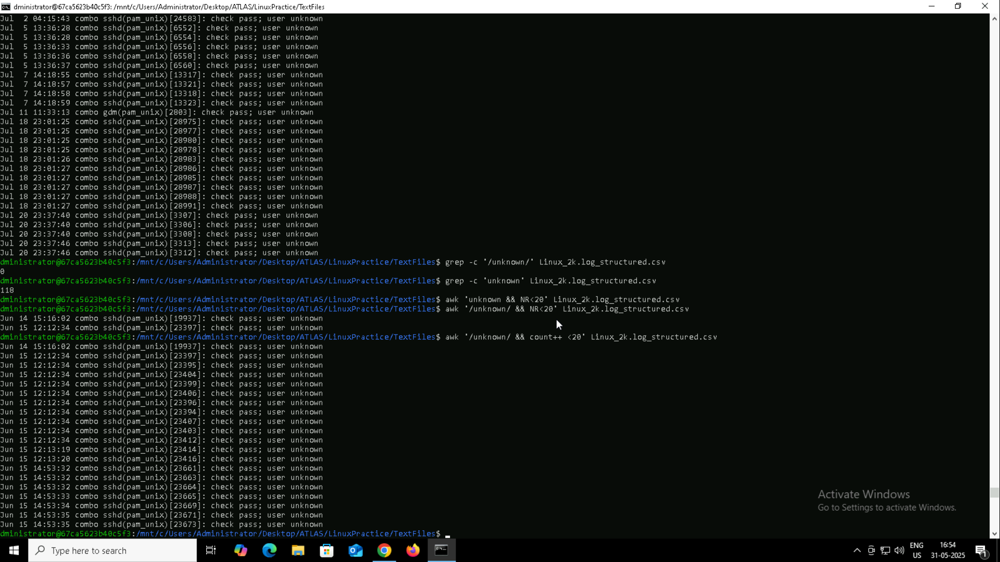 dministrator@67ca5623b40c5f3: /mnt/c/Users/Administrator/Desktop/ATLAS/LinuxPractice/TextFiles
Jul  2 04:15:43 combo sshd(pam_unix)[24583]: check pass; user unknown
Jul  5 13:36:28 combo sshd(pam_unix)[6552]: check pass; user unknown
Jul  5 13:36:28 combo sshd(pam_unix)[6554]: check pass; user unknown
Jul  5 13:36:33 combo sshd(pam_unix)[6556]: check pass; user unknown
Jul  5 13:36:36 combo sshd(pam_unix)[6558]: check pass; user unknown
Jul  5 13:36:37 combo sshd(pam_unix)[6560]: check pass; user unknown
Jul  7 14:18:55 combo sshd(pam_unix)[13317]: check pass; user unknown
Jul  7 14:18:57 combo sshd(pam_unix)[13321]: check pass; user unknown
Jul  7 14:18:58 combo sshd(pam_unix)[13318]: check pass; user unknown
Jul  7 14:18:59 combo sshd(pam_unix)[13323]: check pass; user unknown
Jul 11 11:33:13 combo gdm(pam_unix)[2803]: check pass; user unknown
Jul 18 23:01:25 combo sshd(pam_unix)[28975]: check pass; user unknown
Jul 18 23:01:25 combo sshd(pam_unix)[28977]: check pass; user unknown
Jul 18 23:01:25 combo sshd(pam_unix)[28980]: check pass; user unknown
Jul 18 23:01:25 combo sshd(pam_unix)[28978]: check pass; user unknown
Jul 18 23:01:26 combo sshd(pam_unix)[28983]: check pass; user unknown
Jul 18 23:01:27 combo sshd(pam_unix)[28986]: check pass; user unknown
Jul 18 23:01:27 combo sshd(pam_unix)[28985]: check pass; user unknown
Jul 18 23:01:27 combo sshd(pam_unix)[28987]: check pass; user unknown
Jul 18 23:01:27 combo sshd(pam_unix)[28988]: check pass; user unknown
Jul 18 23:01:27 combo sshd(pam_unix)[28991]: check pass; user unknown
Jul 20 23:37:40 combo sshd(pam_unix)[3307]: check pass; user unknown
Jul 20 23:37:40 combo sshd(pam_unix)[3306]: check pass; user unknown
Jul 20 23:37:40 combo sshd(pam_unix)[3308]: check pass; user unknown
Jul 20 23:37:46 combo sshd(pam_unix)[3313]: check pass; user unknown
Jul 20 23:37:46 combo sshd(pam_unix)[3312]: check pass; user unknown
dministrator@67ca5623b40c5f3:/mnt/c/Users/Administrator/Desktop/ATLAS/LinuxPractice/TextFiles$ grep -c '/unknown/' Linux_2k.log_structured.csv
0
dministrator@67ca5623b40c5f3:/mnt/c/Users/Administrator/Desktop/ATLAS/LinuxPractice/TextFiles$ grep -c 'unknown' Linux_2k.log_structured.csv
118
dministrator@67ca5623b40c5f3:/mnt/c/Users/Administrator/Desktop/ATLAS/LinuxPractice/TextFiles$ awk 'unknown && NR<20' Linux_2k.log_structured.csv
dministrator@67ca5623b40c5f3:/mnt/c/Users/Administrator/Desktop/ATLAS/LinuxPractice/TextFiles$ awk '/unknown/ && NR<20' Linux_2k.log_structured.csv
Jun 14 15:16:02 combo sshd(pam_unix)[19937]: check pass; user unknown
Jun 15 12:12:34 combo sshd(pam_unix)[23397]: check pass; user unknown
dministrator@67ca5623b40c5f3:/mnt/c/Users/Administrator/Desktop/ATLAS/LinuxPractice/TextFiles$ awk '/unknown/ && count++ <20' Linux_2k.log_structured.csv
Jun 14 15:16:02 combo sshd(pam_unix)[19937]: check pass; user unknown
Jun 15 12:12:34 combo sshd(pam_unix)[23397]: check pass; user unknown
Jun 15 12:12:34 combo sshd(pam_unix)[23395]: check pass; user unknown
Jun 15 12:12:34 combo sshd(pam_unix)[23404]: check pass; user unknown
Jun 15 12:12:34 combo sshd(pam_unix)[23399]: check pass; user unknown
Jun 15 12:12:34 combo sshd(pam_unix)[23406]: check pass; user unknown
Jun 15 12:12:34 combo sshd(pam_unix)[23396]: check pass; user unknown
Jun 15 12:12:34 combo sshd(pam_unix)[23394]: check pass; user unknown
Jun 15 12:12:34 combo sshd(pam_unix)[23407]: check pass; user unknown
Jun 15 12:12:34 combo sshd(pam_unix)[23403]: check pass; user unknown
Jun 15 12:12:34 combo sshd(pam_unix)[23412]: check pass; user unknown
Jun 15 12:13:19 combo sshd(pam_unix)[23414]: check pass; user unknown
Jun 15 12:13:20 combo sshd(pam_unix)[23416]: check pass; user unknown
Jun 15 14:53:32 combo sshd(pam_unix)[23661]: check pass; user unknown
Jun 15 14:53:32 combo sshd(pam_unix)[23663]: check pass; user unknown
Jun 15 14:53:32 combo sshd(pam_unix)[23664]: check pass; user unknown
Jun 15 14:53:33 combo sshd(pam_unix)[23665]: check pass; user unknown
Jun 15 14:53:34 combo sshd(pam_unix)[23669]: check pass; user unknown
Jun 15 14:53:35 combo sshd(pam_unix)[23671]: check pass; user unknown
Jun 15 14:53:35 combo sshd(pam_unix)[23673]: check pass; user unknown
dministrator@67ca5623b40c5f3:/mnt/c/Users/Administrator/Desktop/ATLAS/LinuxPractice/TextFiles$
Activate Windows
Go to Settings to activate Windows.
Type here to search
ENG
US
16:54
31-05-2025
1